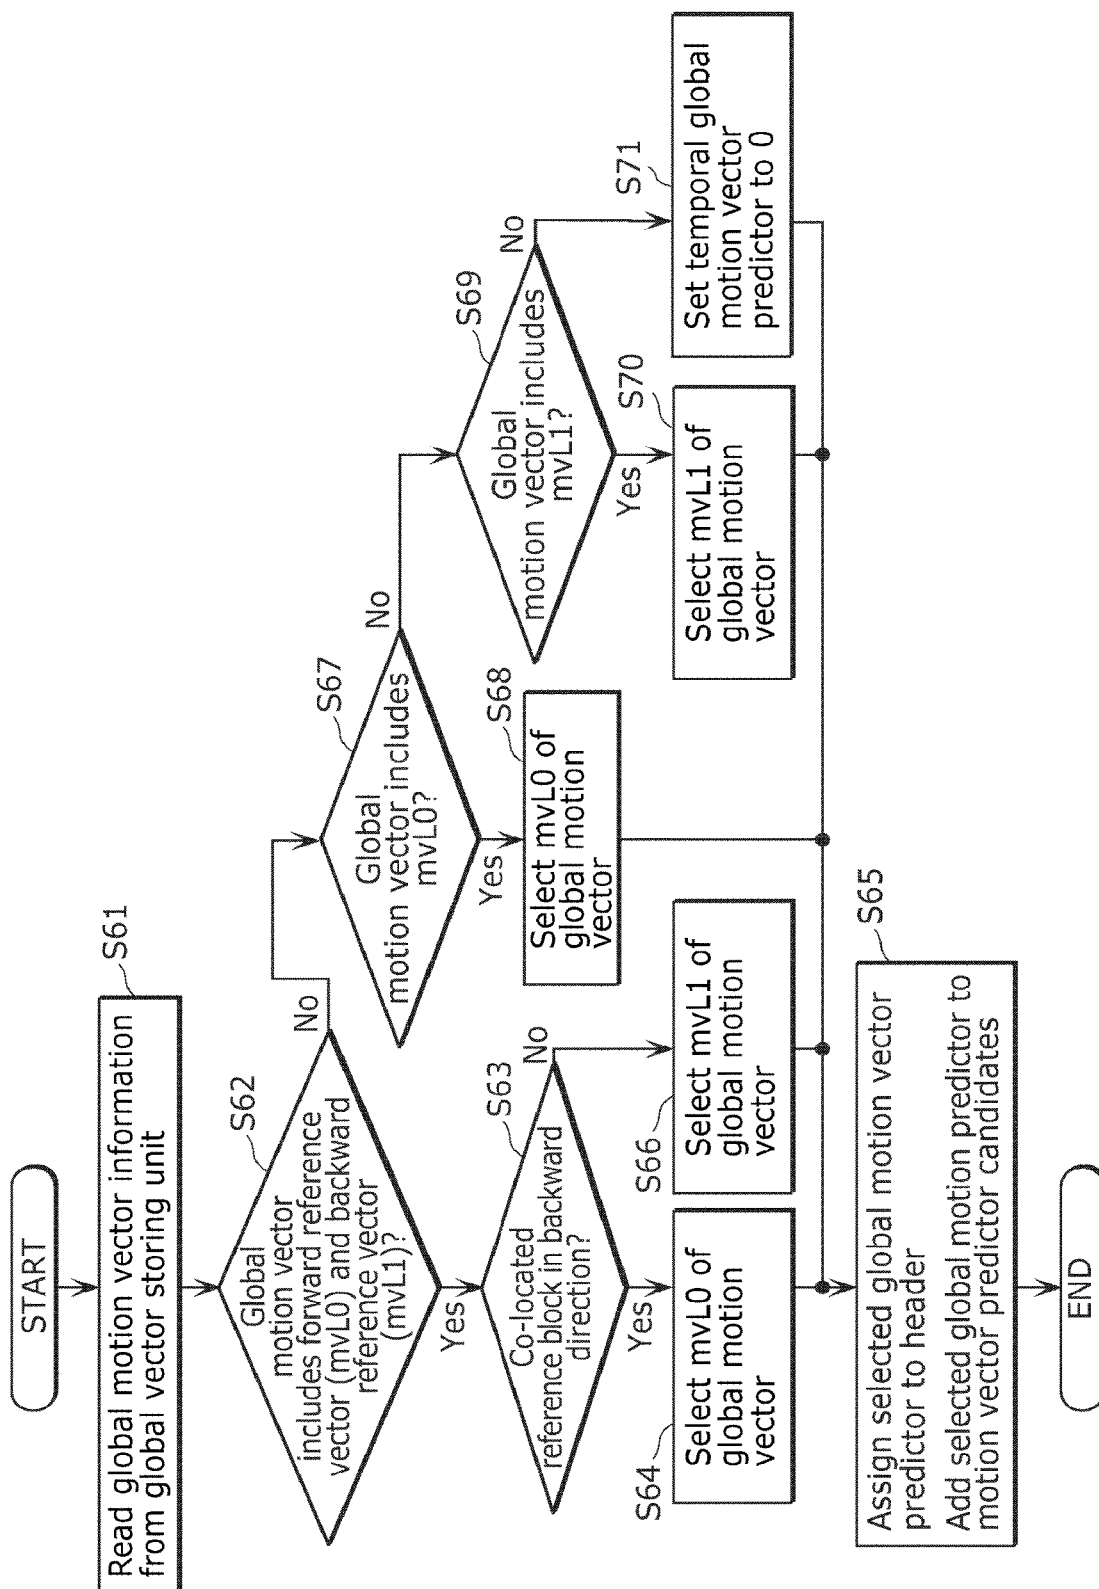 START
S61
Read global motion vector information
from global vector storing unit
S62
Global
motion vector
includes forward reference
vector (mvL0) and backward
reference vector
(mvL1)?
No
Yes
S63
Co-located
reference block in backward
direction?
No
Yes
S64
Select mvL0 of
global motion
vector
S66
Select mvL1 of
global motion
vector
S67
Global
motion vector includes
mvL0?
No
Yes
S68
Select mvL0 of
global motion
vector
S69
Global
motion vector includes
mvL1?
No
Yes
S70
Select mvL1 of
global motion
vector
S71
Set temporal global
motion vector
predictor to 0
S65
Assign selected global motion vector
predictor to header
Add selected global motion predictor to
motion vector predictor candidates
END